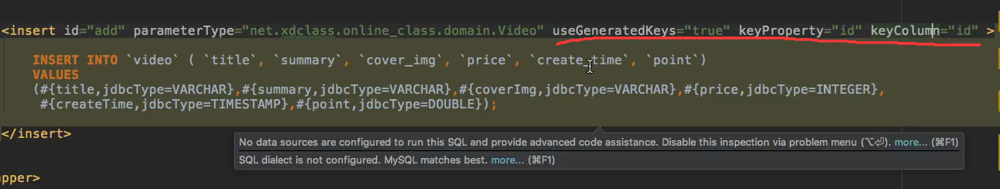 <insert id="add" parameterType="net.xdclass.online_class.domain.Video" useGeneratedKeys="true" keyProperty="id" keyColumn="id" >
INSERT INTO `video` ( `title`, `summary`, `cover_img`, `price`, `create_time`, `point`)
VALUES
(#{title,jdbcType=VARCHAR},#{summary,jdbcType=VARCHAR},#{coverImg,jdbcType=VARCHAR},#{price,jdbcType=INTEGER},
#{createTime,jdbcType=TIMESTAMP},#{point,jdbcType=DOUBLE});
</insert>
No data sources are configured to run this SQL and provide advanced code assistance. Disable this inspection via problem menu (⌥⏎). more... (⌘F1)
SQL dialect is not configured. MySQL matches best. more... (⌘F1)
apper>